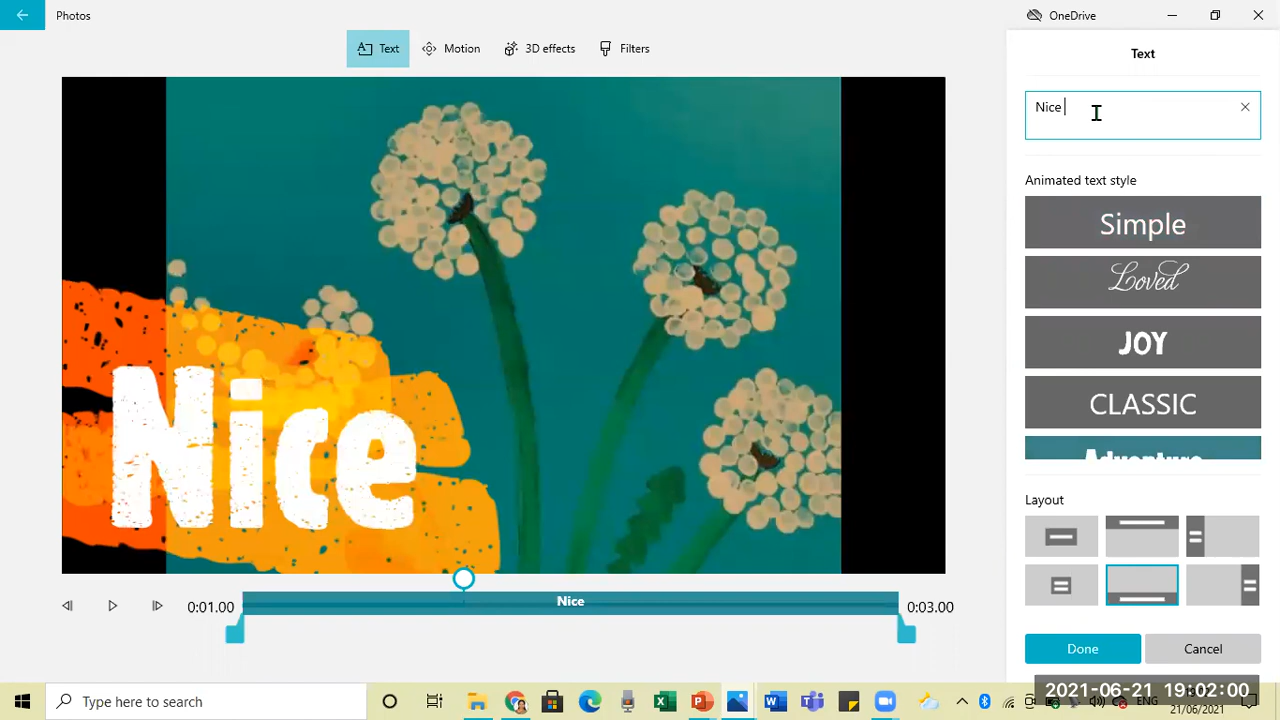 Photos
OneDrive
Text
Motion
3D effects
Filters
Text
Nice
Animated text style
Simple
Loved
JOY
CLASSIC
Adventure
Nice
Layout
0:01.00
Nice
0:03.00
Done
Cancel
Type here to search
2021-06-21 19:02:00
ENG
21/06/2021